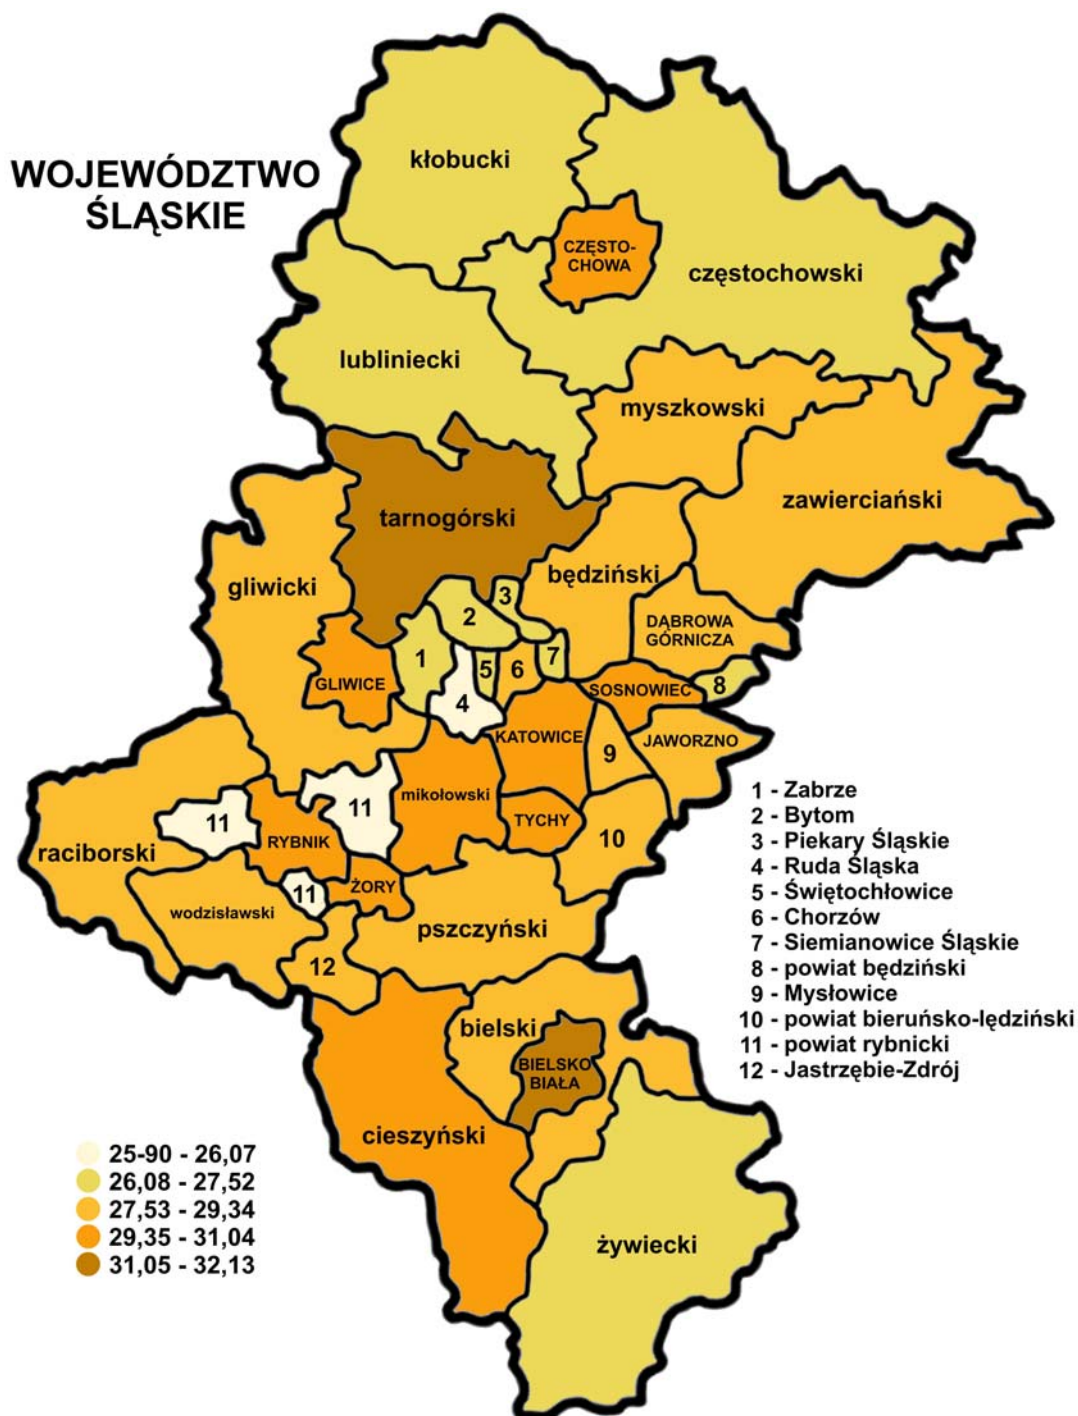 WOJEWÓDZTWO
ŚLĄSKIE
kłobucki
CZĘSTO-
CHOWA
częstochowski
lubliniecki
myszkowski
zawierciański
tarnogórski
gliwicki
będziński
3
2
DĄBROWA
GÓRNICZA
1
5
6
7
8
GLIWICE
4
SOSNOWIEC
KATOWICE
9
JAWORZNO
mikołowski
11
TYCHY
10
11
RYBNIK
raciborski
11
ŻORY
wodzisławski
pszczyński
12
bielski
BIELSKO
BIAŁA
cieszyński
żywiecki
1 - Zabrze
2 - Bytom
3 - Piekary Śląskie
4 - Ruda Śląska
5 - Świętochłowice
6 - Chorzów
7 - Siemianowice Śląskie
8 - powiat będziński
9 - Mysłowice
10 - powiat bieruńsko-lędziński
11 - powiat rybnicki
12 - Jastrzębie-Zdrój
25-90 - 26,07
26,08 - 27,52
27,53 - 29,34
29,35 - 31,04
31,05 - 32,13